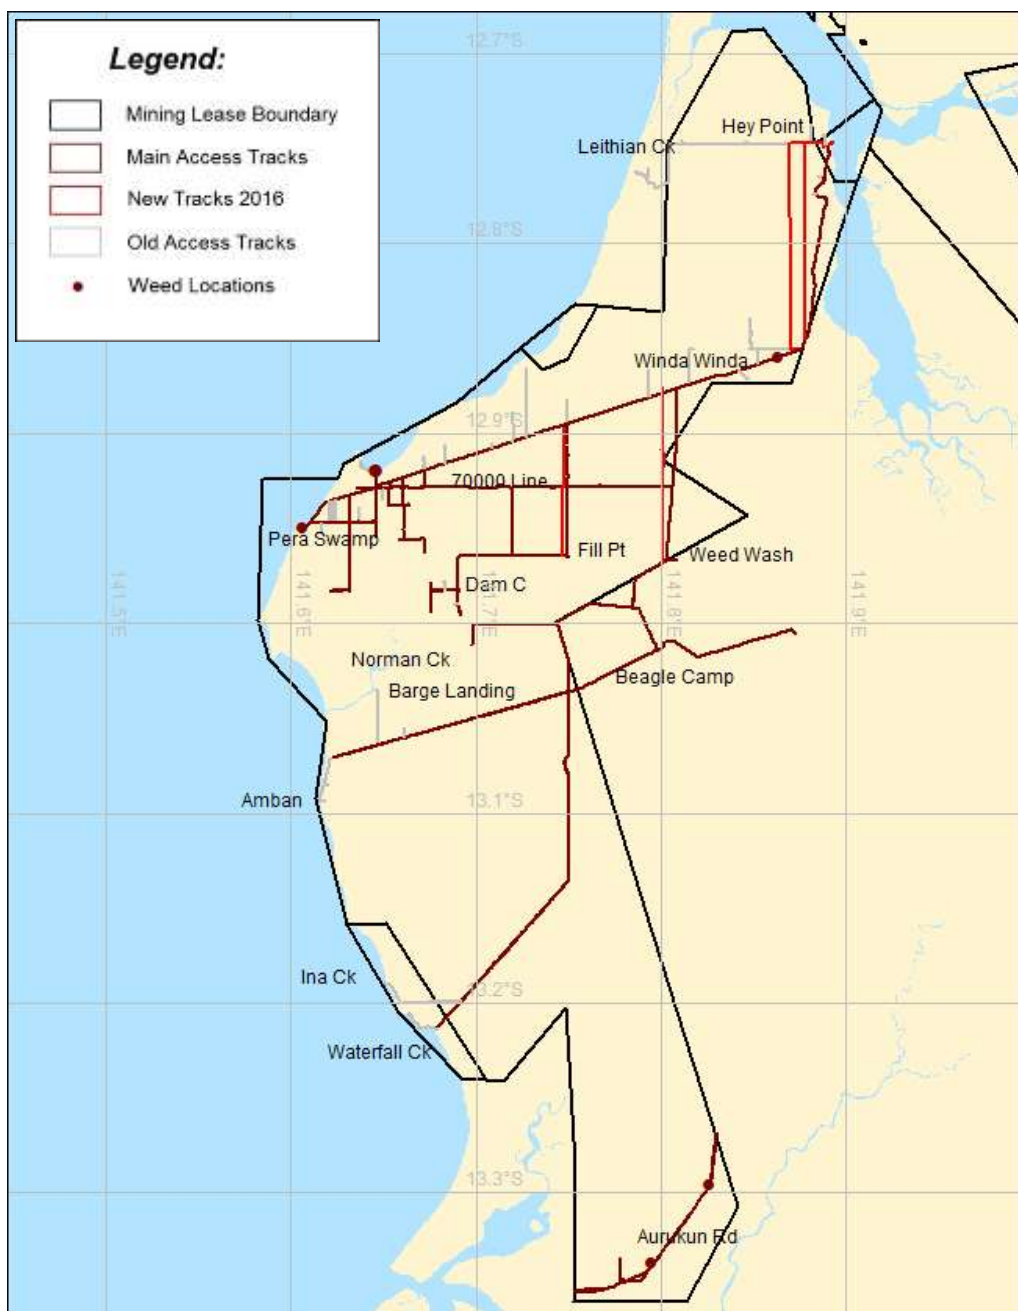 Legend:
Mining Lease Boundary
Main Access Tracks
New Tracks 2016
Old Access Tracks
Weed Locations
12.7°S
Hey Point
Leithian Ck
12.8°S
Winda Winda
12.9°S
70000 Line
Pera Swamp
Fill Pt
Weed Wash
Dam C
141.5°E
141.6°E
141.7°E
141.8°E
141.9°E
Norman Ck
Beagle Camp
Barge Landing
Amban
13.1°S
Ina Ck
13.2°S
Waterfall Ck
13.3°S
Aurukun Rd